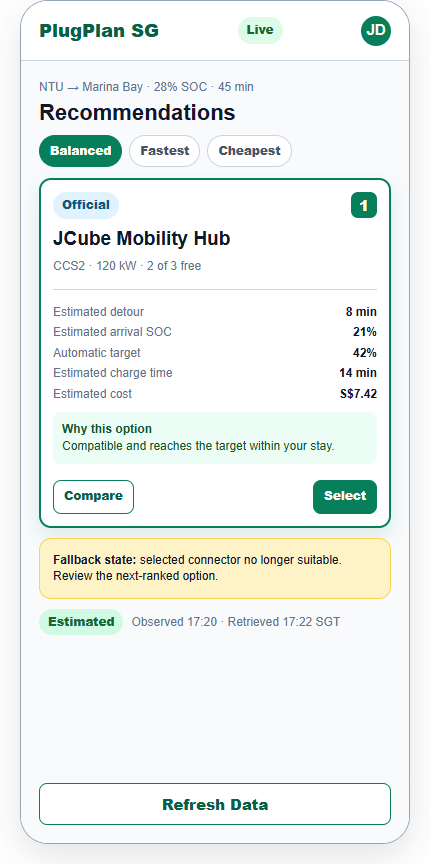 PlugPlan SG
Live
JD
NTU → Marina Bay · 28% SOC · 45 min
Recommendations
Balanced
Fastest
Cheapest
Official
1
JCube Mobility Hub
CCS2 · 120 kW · 2 of 3 free
Estimated detour 8 min
Estimated arrival SOC 21%
Automatic target 42%
Estimated charge time 14 min
Estimated cost S$7.42
Why this option
Compatible and reaches the target within your stay.
Compare
Select
Fallback state: selected connector no longer suitable.
Review the next-ranked option.
Estimated
Observed 17:20 · Retrieved 17:22 SGT
Refresh Data